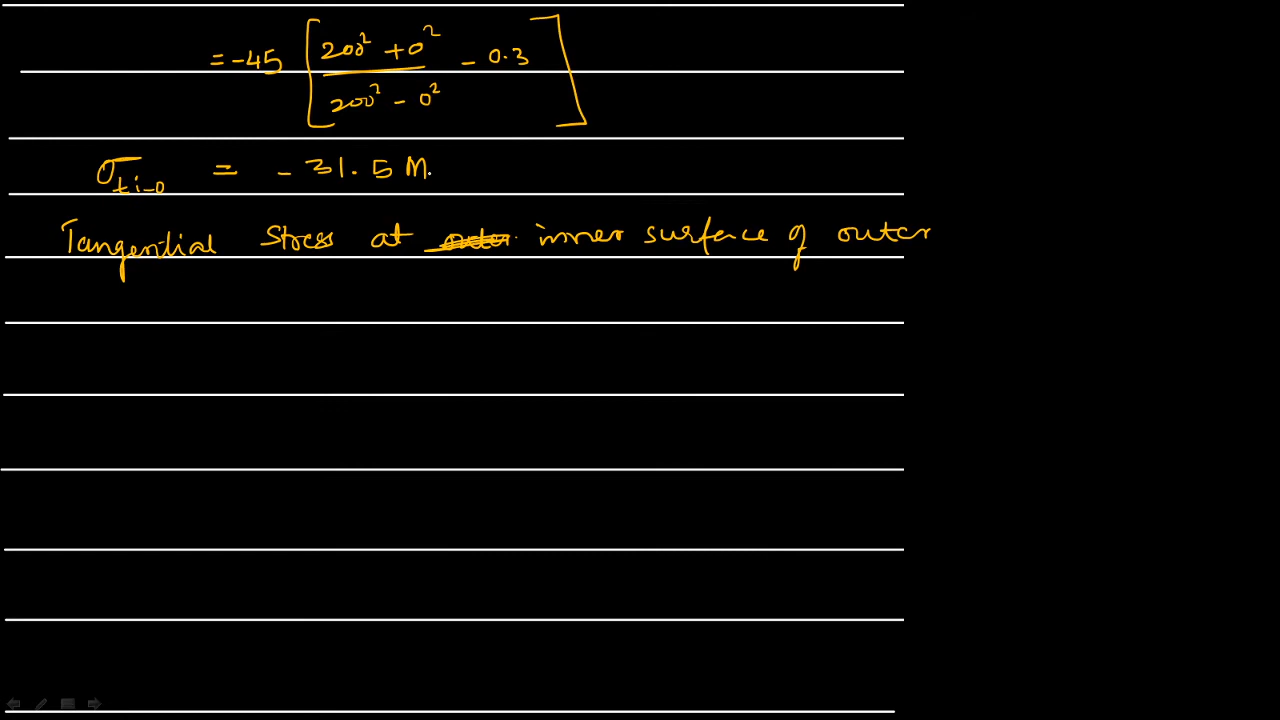 = -45 [ (200² + 0²) / (200² - 0²) - 0.3 ]
σti-o = - 31.5 M.
Tangential stress at inner surface of outer